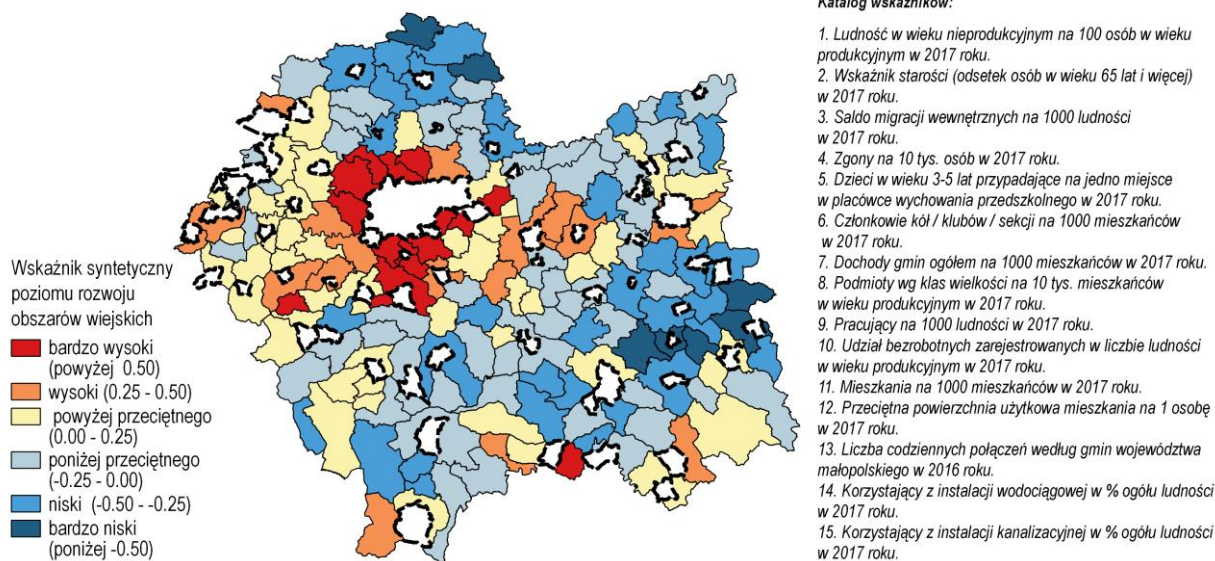 Katalog wskaźników:
1. Ludność w wieku nieprodukcyjnym na 100 osób w wieku
produkcyjnym w 2017 roku.
2. Wskaźnik starości (odsetek osób w wieku 65 lat i więcej)
w 2017 roku.
3. Saldo migracji wewnętrznych na 1000 ludności
w 2017 roku.
4. Zgony na 10 tys. osób w 2017 roku.
5. Dzieci w wieku 3-5 lat przypadające na jedno miejsce
w placówce wychowania przedszkolnego w 2017 roku.
6. Członkowie kół / klubów / sekcji na 1000 mieszkańców
w 2017 roku.
7. Dochody gmin ogółem na 1000 mieszkańców w 2017 roku.
8. Podmioty wg klas wielkości na 10 tys. mieszkańców
w wieku produkcyjnym w 2017 roku.
9. Pracujący na 1000 ludności w 2017 roku.
10. Udział bezrobotnych zarejestrowanych w liczbie ludności
w wieku produkcyjnym w 2017 roku.
11. Mieszkania na 1000 mieszkańców w 2017 roku.
12. Przeciętna powierzchnia użytkowa mieszkania na 1 osobę
w 2017 roku.
13. Liczba codziennych połączeń według gmin województwa
małopolskiego w 2016 roku.
14. Korzystający z instalacji wodociągowej w % ogółu ludności
w 2017 roku.
15. Korzystający z instalacji kanalizacyjnej w % ogółu ludności
w 2017 roku.
Wskaźnik syntetyczny
poziomu rozwoju
obszarów wiejskich
bardzo wysoki
(powyżej 0.50)
wysoki (0.25 - 0.50)
powyżej przeciętnego
(0.00 - 0.25)
poniżej przeciętnego
(-0.25 - 0.00)
niski (-0.50 - -0.25)
bardzo niski
(poniżej -0.50)